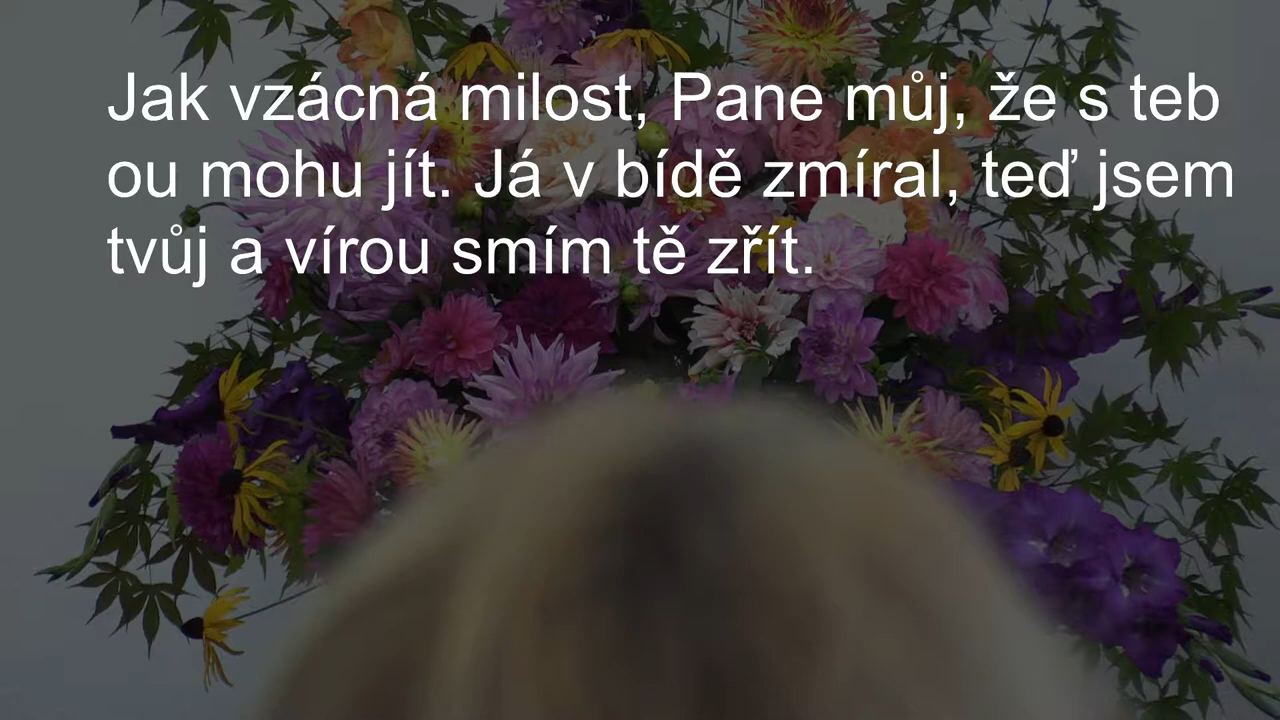 Jak vzácná milost, Pane můj, že s teb
ou mohu jít. Já v bídě zmíral, teď jsem
tvůj a vírou smím tě zřít.